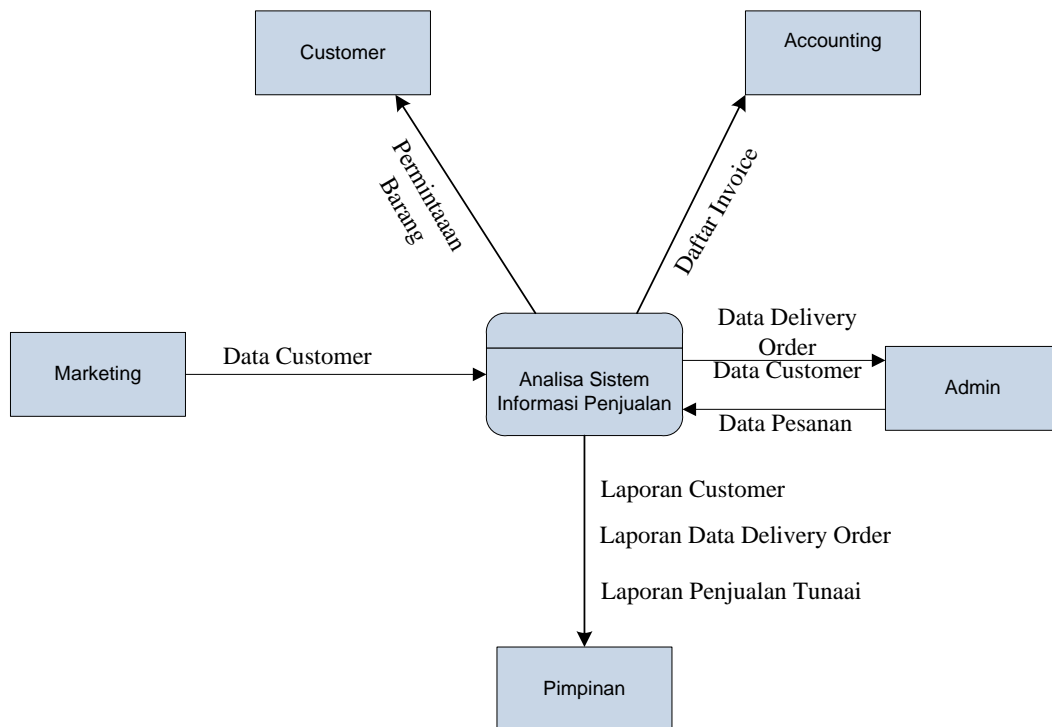 Customer
Accounting
Permintaaan
Barang
Daftar Invoice
Marketing
Data Customer
Analisa Sistem
Informasi Penjualan
Data Delivery
Order
Data Customer
Data Pesanan
Admin
Laporan Customer
Laporan Data Delivery Order
Laporan Penjualan Tunaai
Pimpinan